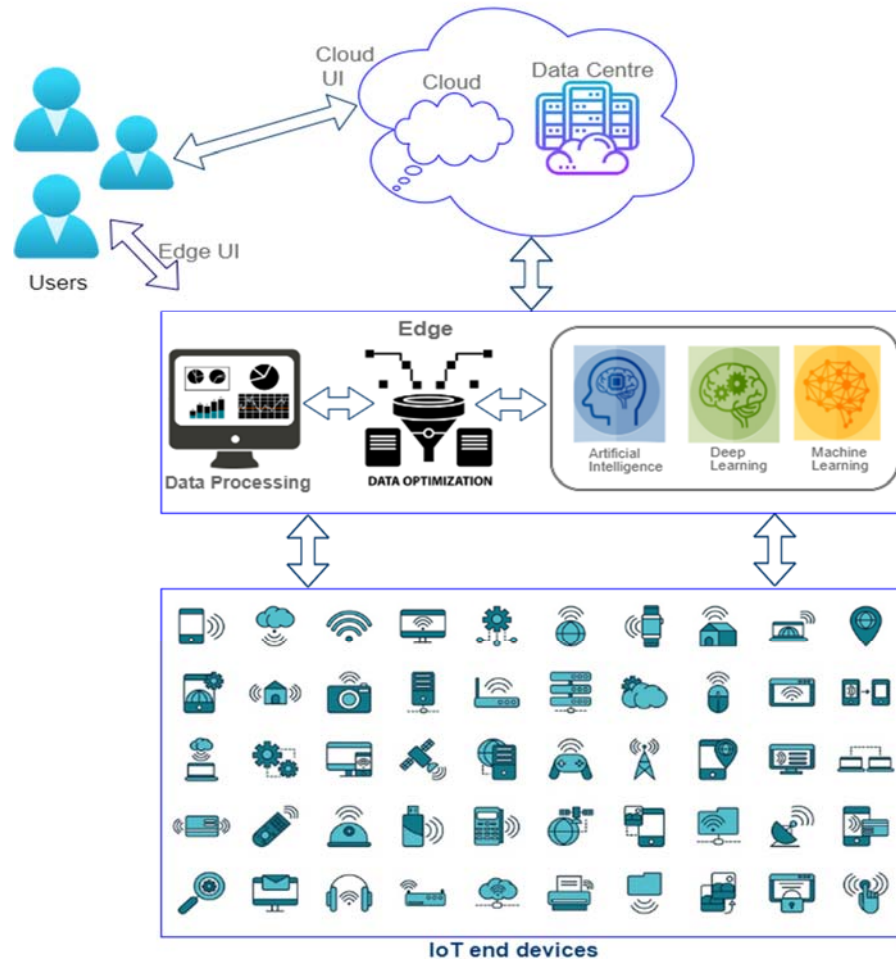 Cloud
UI
Cloud
Data Centre
Edge UI
Users
Edge
Artificial
Intelligence
Deep
Learning
Machine
Learning
Data Processing
DATA OPTIMIZATION
IoT end devices